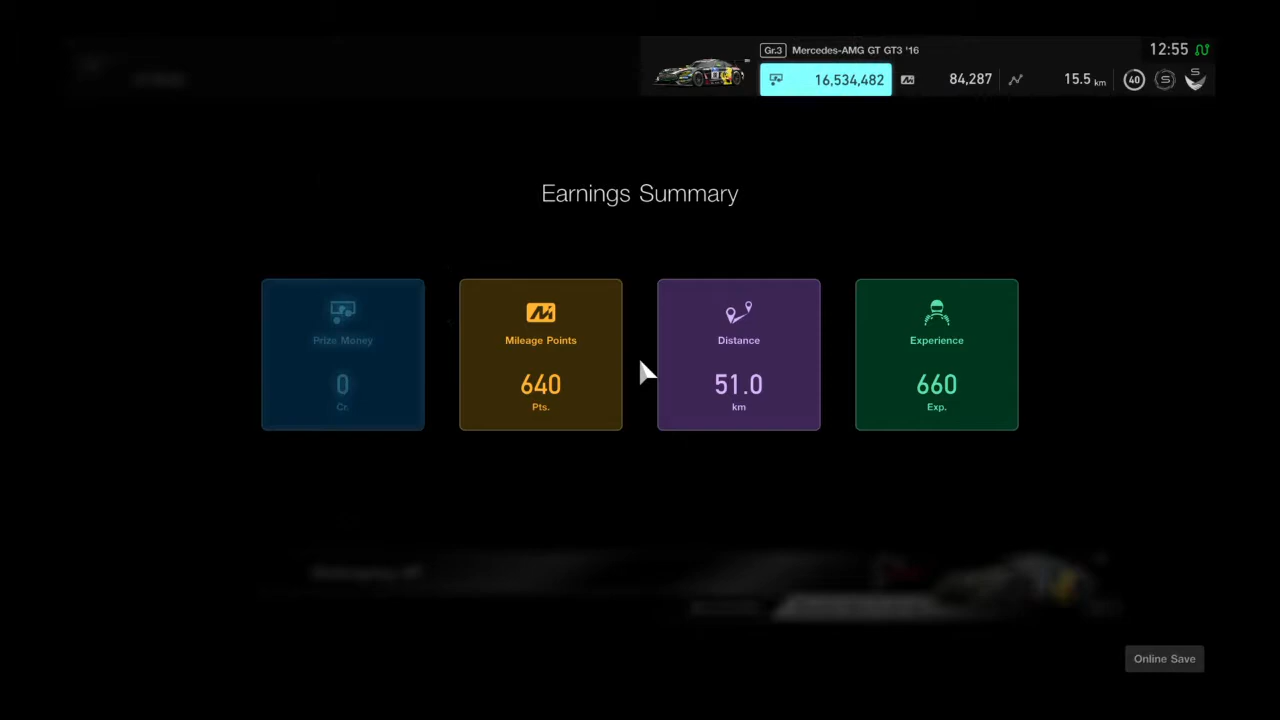 Gr.3 Mercedes-AMG GT GT3 '16 12:55
16,534,482 84,287 15.5 km 40 S S
Earnings Summary
Prize Money Mileage Points Distance Experience
0 640 51.0 660
Cr. Pts. km Exp.
Online Save